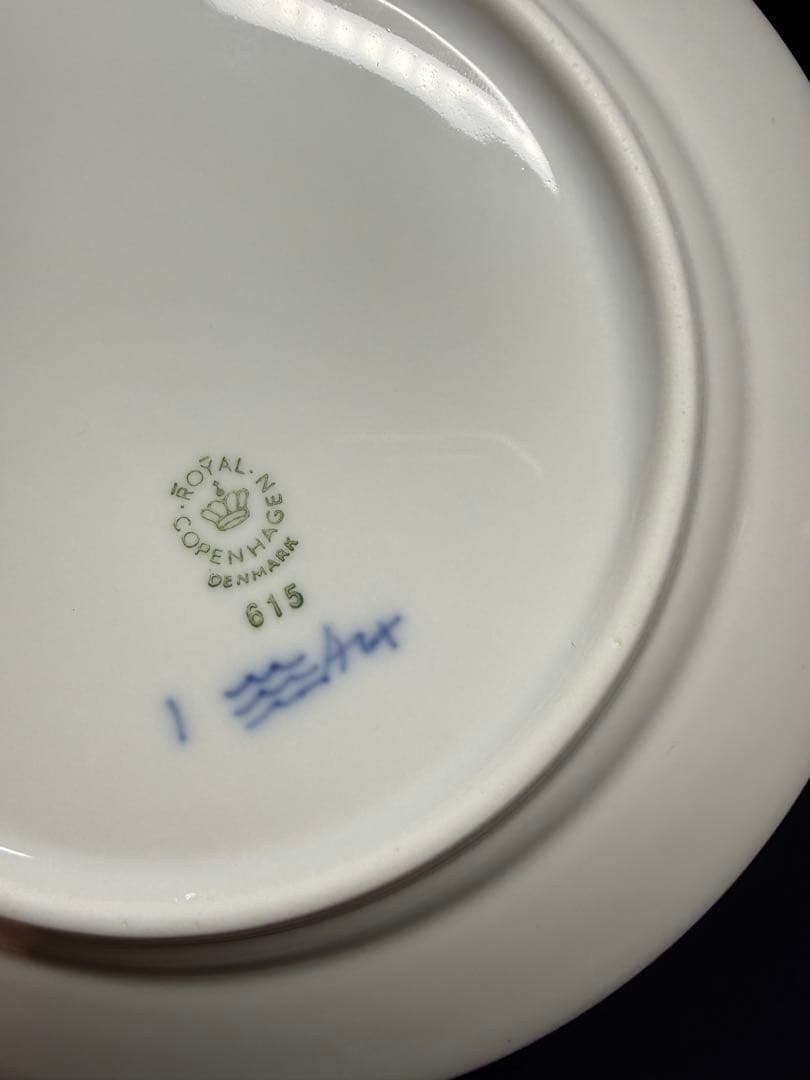 ROYAL
COPENHAGEN
DENMARK
615
1